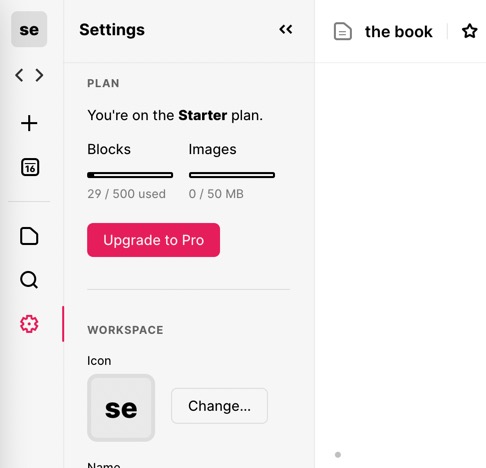 se
Settings
the book
PLAN
You're on the Starter plan.
Blocks
Images
29 / 500 used
0 / 50 MB
16
Upgrade to Pro
WORKSPACE
Icon
se
Change...
Name